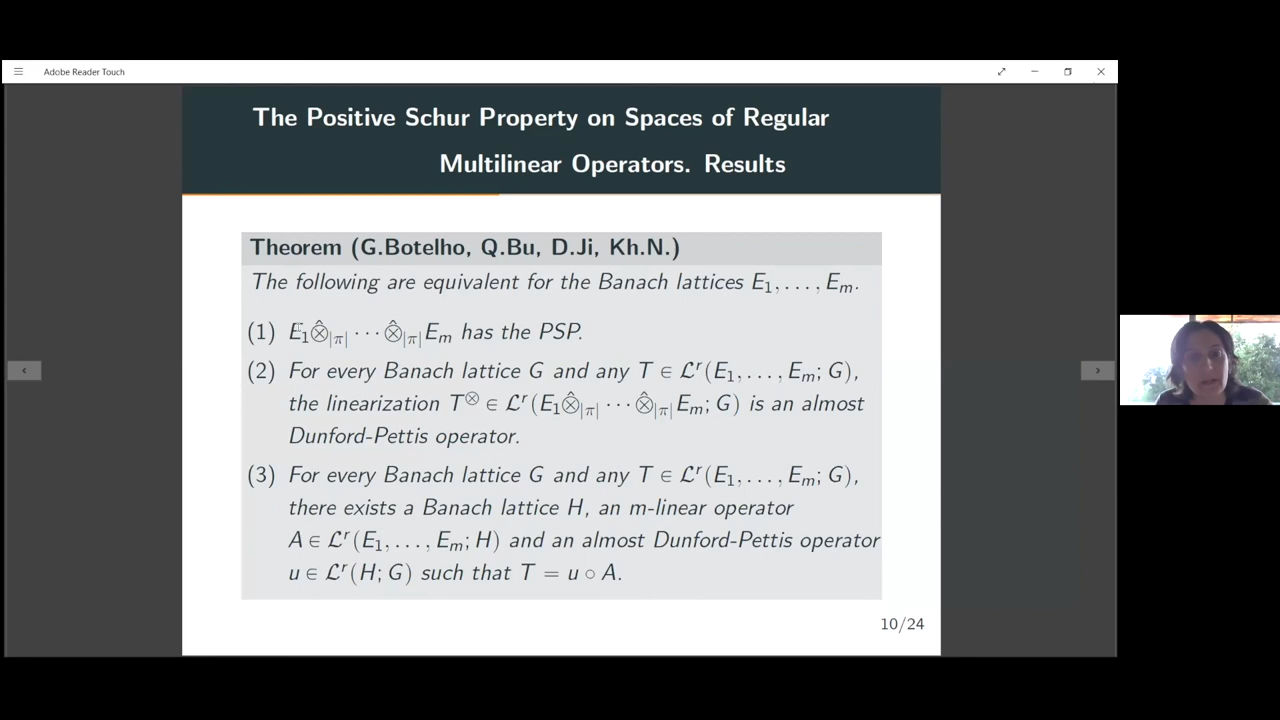 Adobe Reader Touch
The Positive Schur Property on Spaces of Regular
Multilinear Operators. Results
Theorem (G.Botelho, Q.Bu, D.Ji, Kh.N.)
The following are equivalent for the Banach lattices E₁, . . . , Eₘ.
(1) E₁⊗̂|π| · · · ⊗̂|π|Eₘ has the PSP.
(2) For every Banach lattice G and any T ∈ ℒʳ(E₁, . . . , Eₘ; G),
the linearization T^⊗ ∈ ℒʳ(E₁⊗̂|π| · · · ⊗̂|π|Eₘ; G) is an almost
Dunford-Pettis operator.
(3) For every Banach lattice G and any T ∈ ℒʳ(E₁, . . . , Eₘ; G),
there exists a Banach lattice H, an m-linear operator
A ∈ ℒʳ(E₁, . . . , Eₘ; H) and an almost Dunford-Pettis operator
u ∈ ℒʳ(H; G) such that T = u ∘ A.
10/24